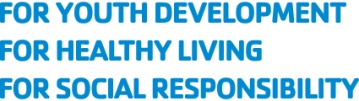 FOR YOUTH DEVELOPMENT
FOR HEALTHY LIVING
FOR SOCIAL RESPONSIBILITY